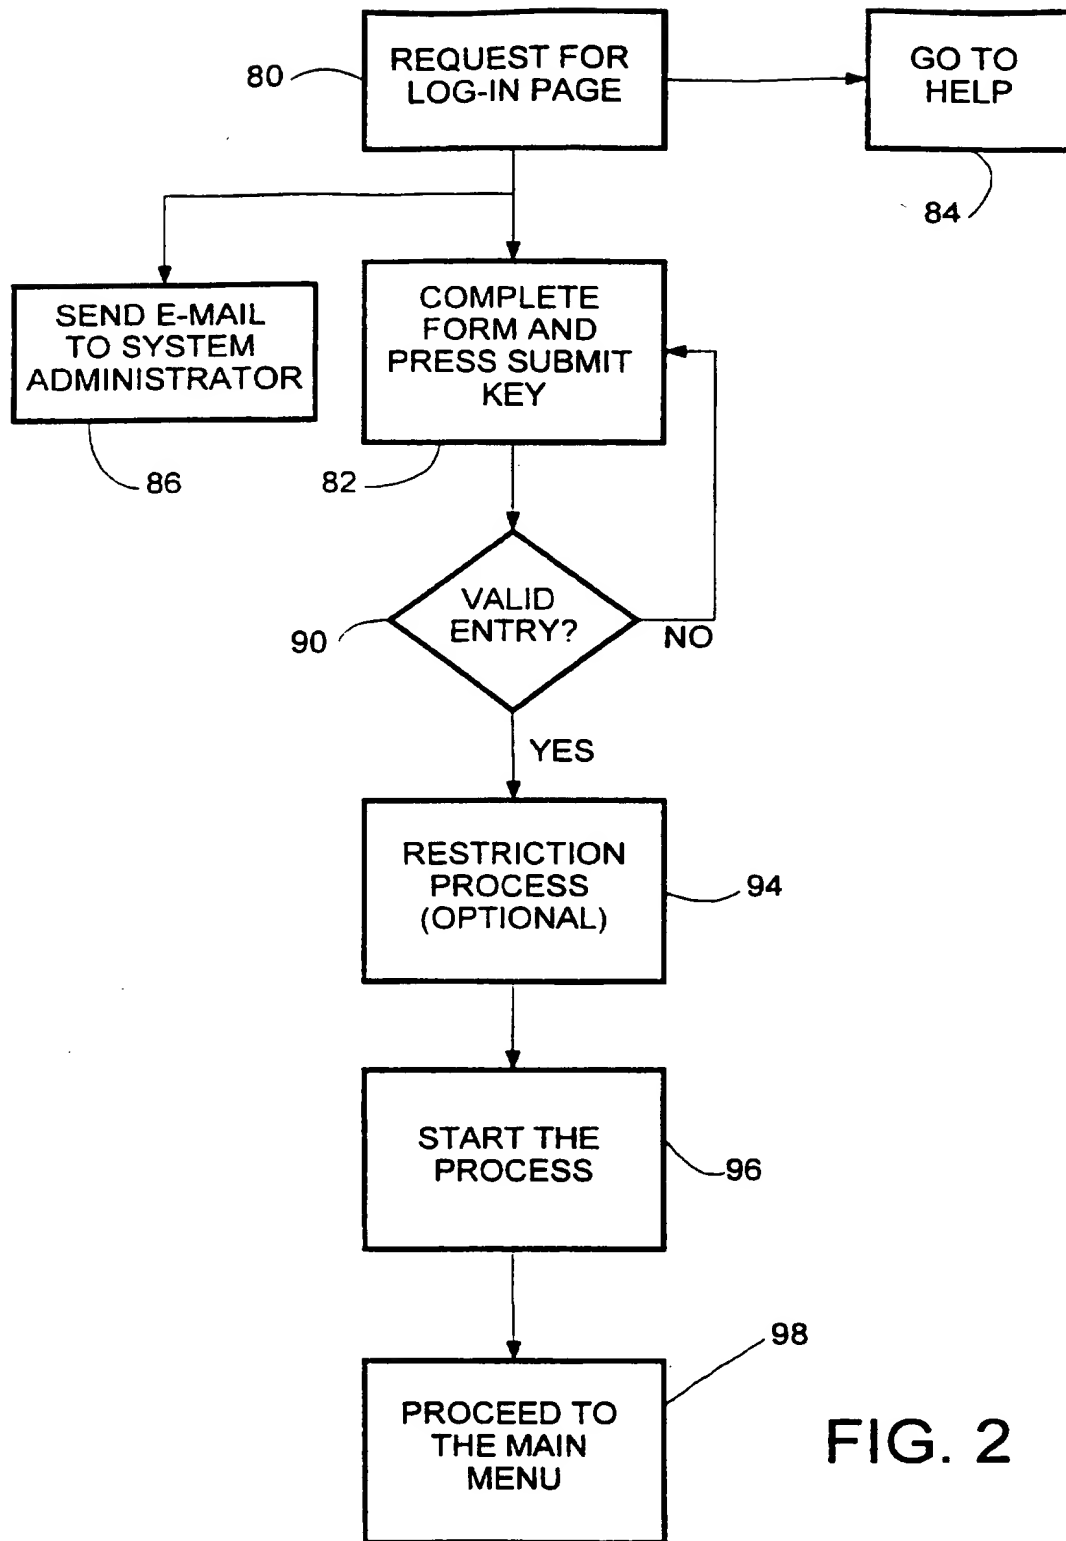 REQUEST FOR
LOG-IN PAGE
80
GO TO
HELP
84
SEND E-MAIL
TO SYSTEM
ADMINISTRATOR
86
COMPLETE
FORM AND
PRESS SUBMIT
KEY
82
VALID
ENTRY?
90
NO
YES
RESTRICTION
PROCESS
(OPTIONAL)
94
START THE
PROCESS
96
98
PROCEED TO
THE MAIN
MENU
FIG. 2